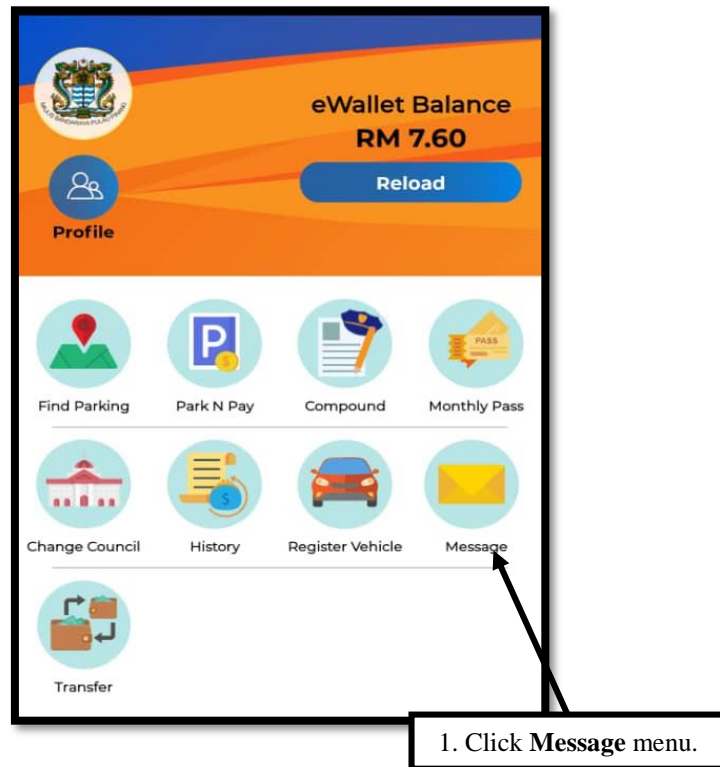 eWallet Balance
RM 7.60
Reload
Profile
P
PASS
Find Parking
Park N Pay
Compound
Monthly Pass
$
Change Council
History
Register Vehicle
Message
Transfer
1. Click Message menu.